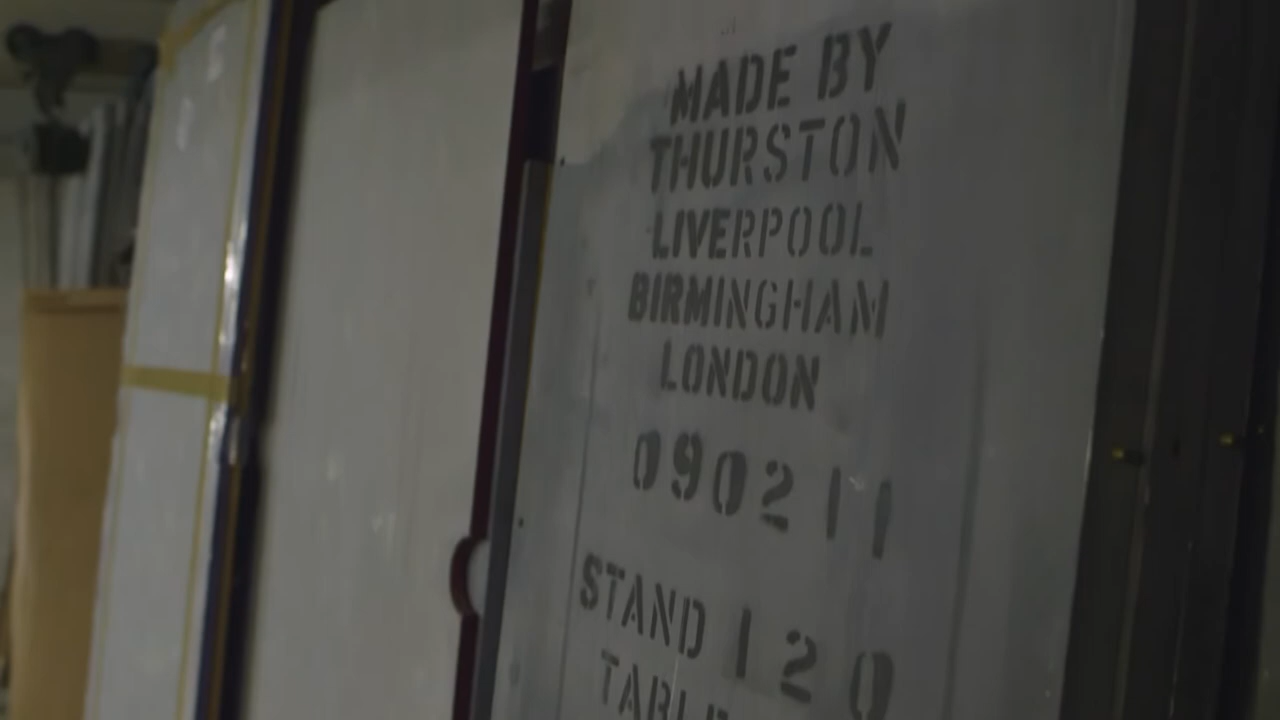 MADE BY
THURSTON
LIVERPOOL
BIRMINGHAM
LONDON
090211
STAND 120